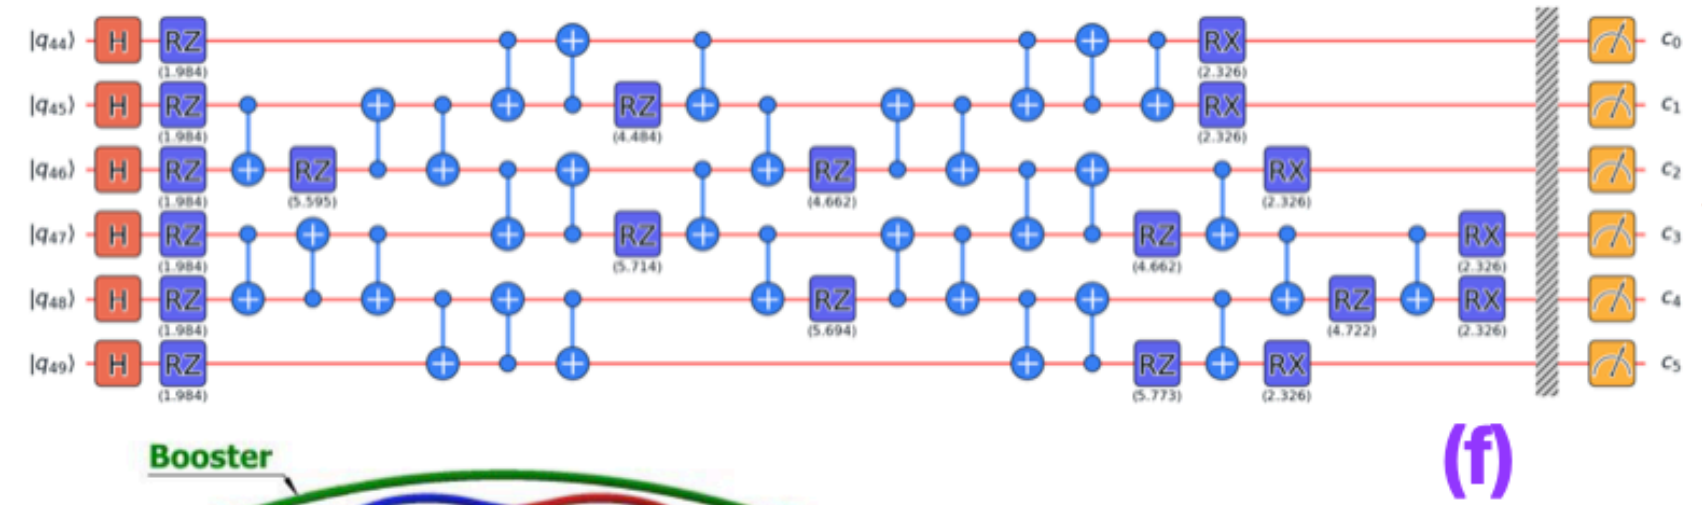 |q44⟩ H RZ RX c0
(1.984) (2.326)
|q45⟩ H RZ RZ RX c1
(1.984) (4.484) (2.326)
|q46⟩ H RZ RZ RZ RX c2
(1.984) (5.595) (4.662) (2.326)
|q47⟩ H RZ RZ RZ RX c3
(1.984) (5.714) (4.662) (2.326)
|q48⟩ H RZ RZ RZ RX c4
(1.984) (5.694) (4.722) (2.326)
|q49⟩ H RZ RZ RX c5
(1.984) (5.773) (2.326)
Booster
(f)